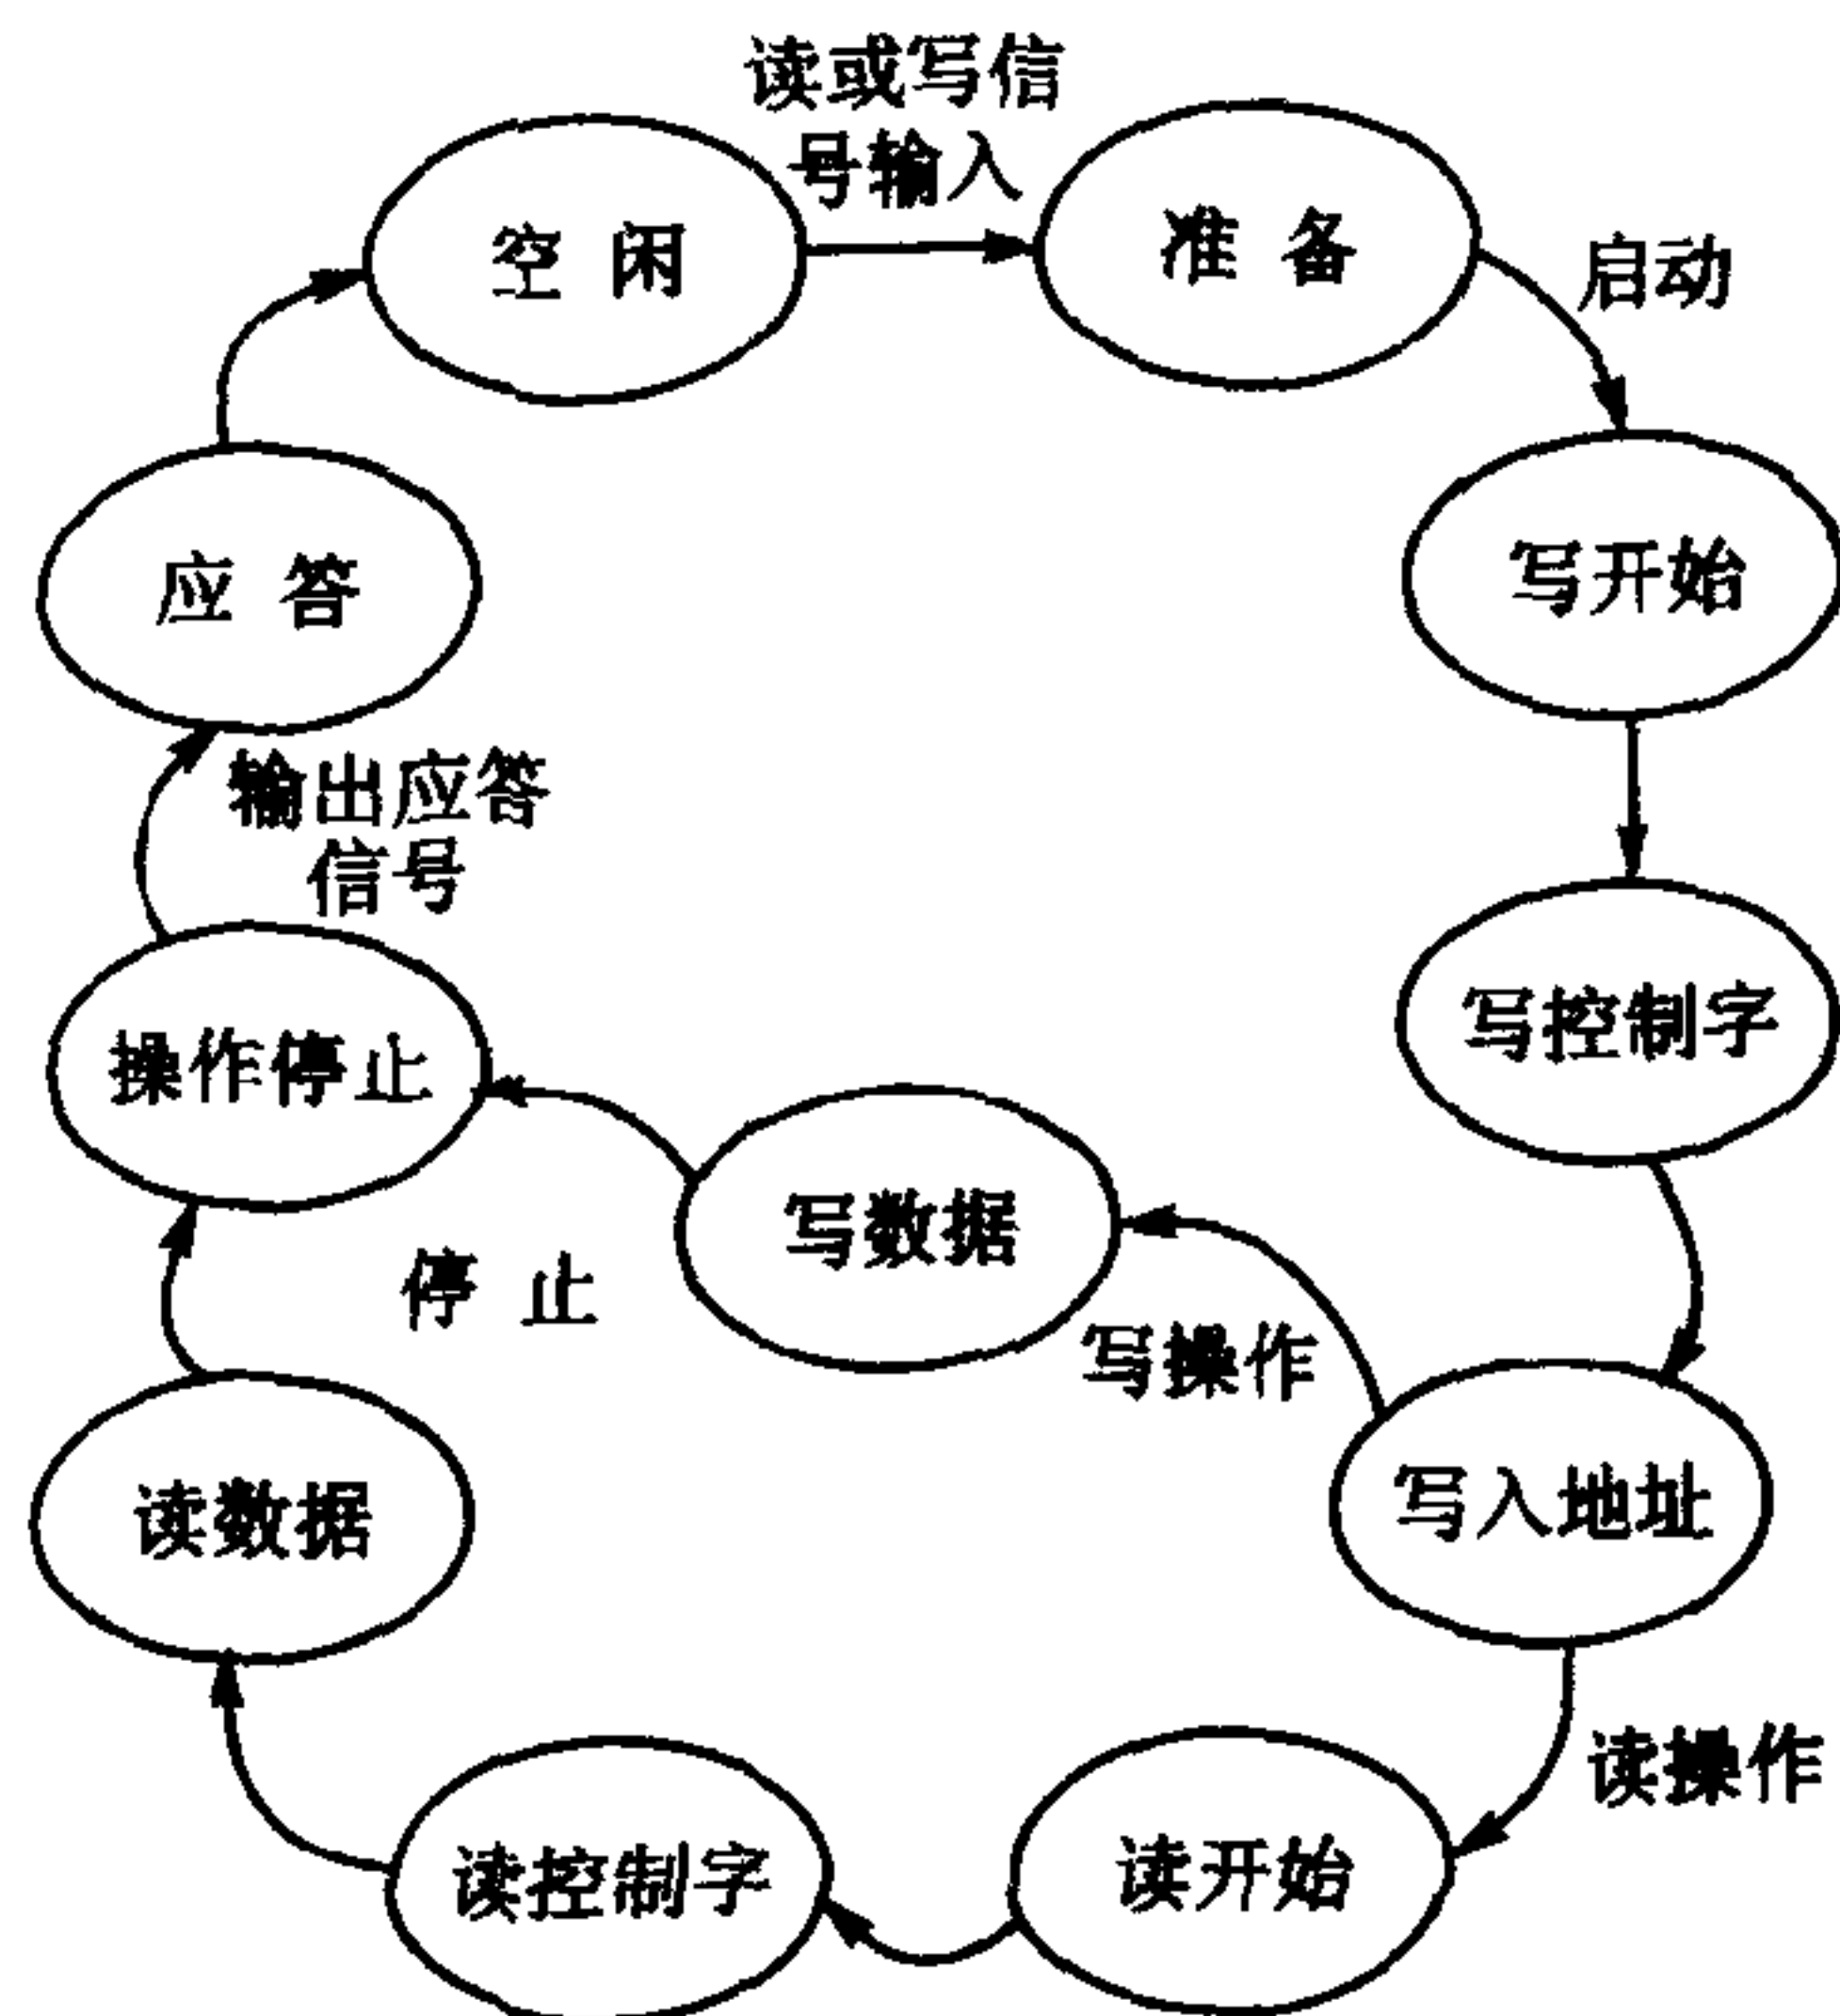 读或写信
号输入
空闲
准备
启动
应答
写开始
输出应答
信号
写控制字
操作停止
写数据
停止
写操作
写入地址
读数据
读操作
读控制字
读开始